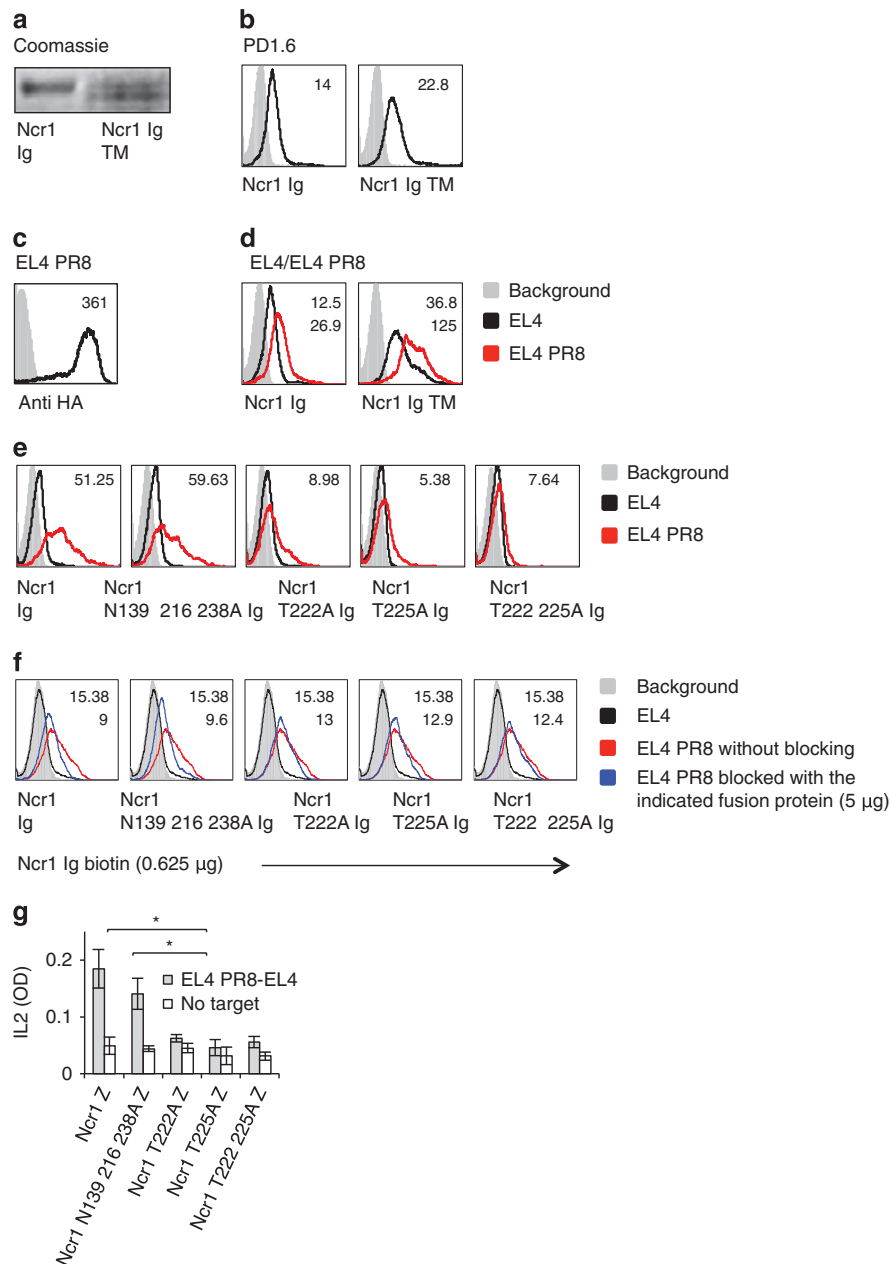 a
Coomassie
Ncr1
Ig
Ncr1 Ig
TM
b
PD1.6
14
22.8
Ncr1 Ig
Ncr1 Ig TM
c
EL4 PR8
361
Anti HA
d
EL4/EL4 PR8
12.5
26.9
36.8
125
Ncr1 Ig
Ncr1 Ig TM
Background
EL4
EL4 PR8
e
51.25
59.63
8.98
5.38
7.64
Ncr1
Ig
Ncr1
N139 216 238A Ig
Ncr1
T222A Ig
Ncr1
T225A Ig
Ncr1
T222 225A Ig
Background
EL4
EL4 PR8
f
15.38
9
15.38
9.6
15.38
13
15.38
12.9
15.38
12.4
Ncr1
Ig
Ncr1
N139 216 238A Ig
Ncr1
T222A Ig
Ncr1
T225A Ig
Ncr1
T222 225A Ig
Background
EL4
EL4 PR8 without blocking
EL4 PR8 blocked with the
indicated fusion protein (5 μg)
Ncr1 Ig biotin (0.625 μg)
g
*
*
0.2
0.1
0
IL2 (OD)
EL4 PR8-EL4
No target
Ncr1 Z
Ncr1 N139 216 238A Z
Ncr1 T222A Z
Ncr1 T225A Z
Ncr1 T222 225A Z